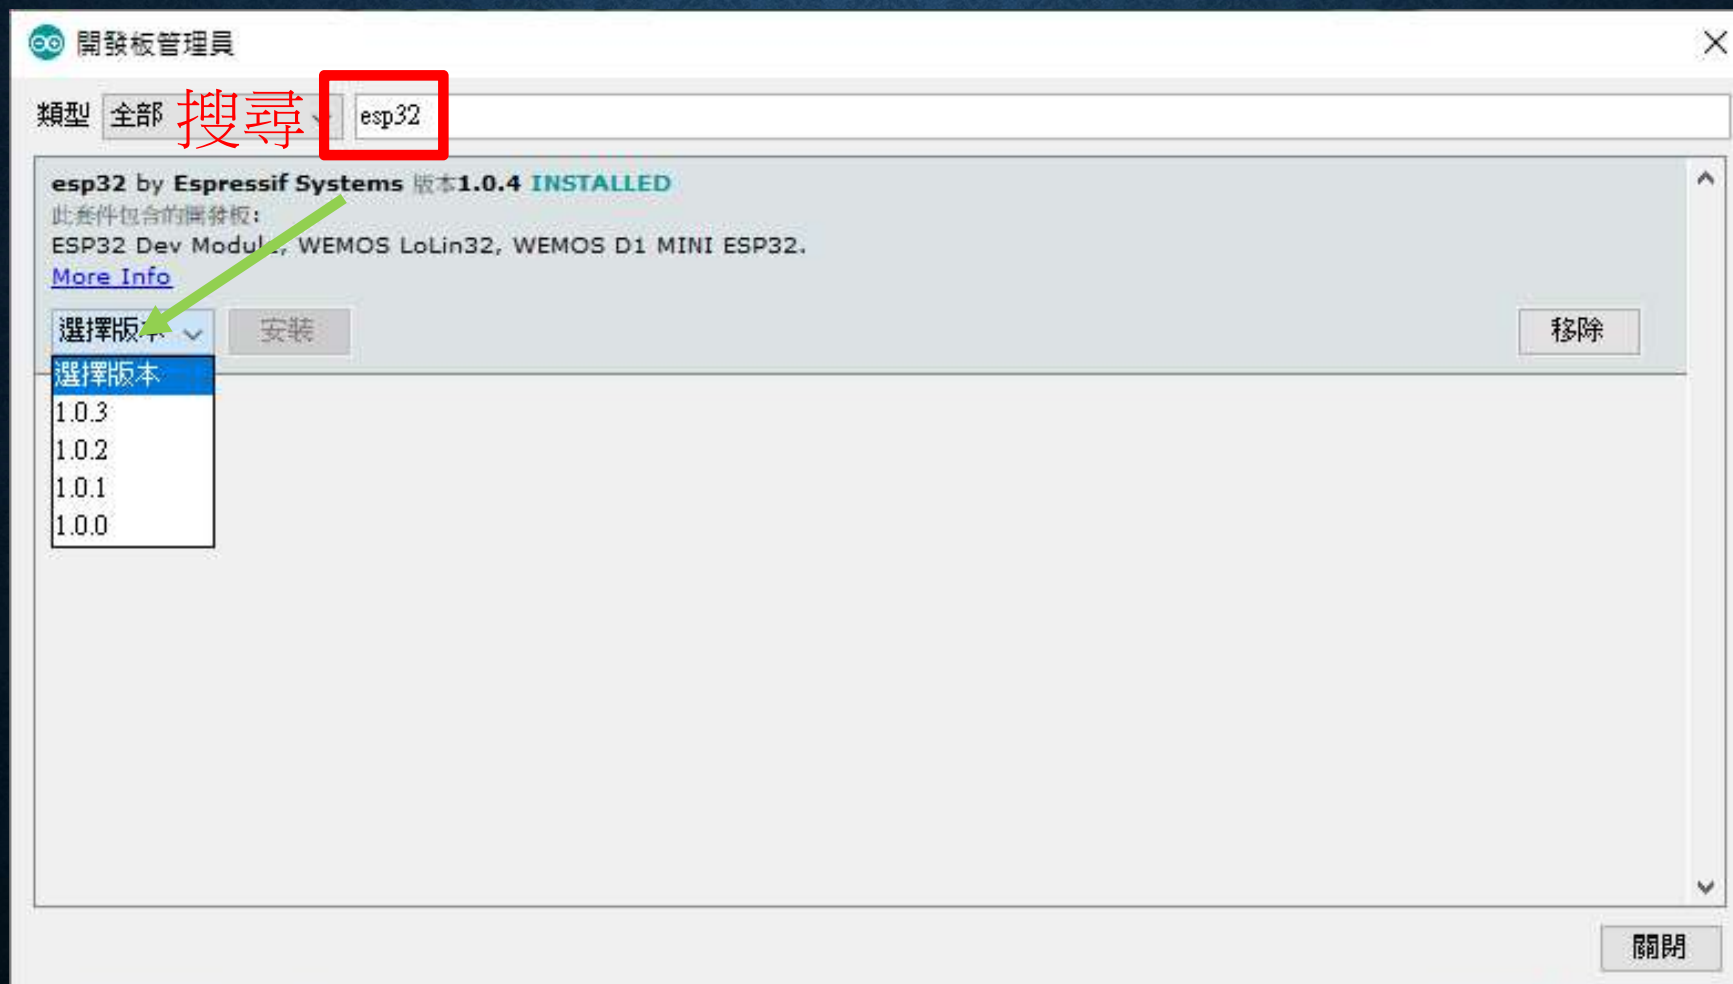 開發板管理員
類型 全部 搜尋 esp32
esp32 by Espressif Systems 版本1.0.4 INSTALLED
此套件包含的開發板:
ESP32 Dev Module, WEMOS LoLin32, WEMOS D1 MINI ESP32.
More Info
選擇版本 安裝 移除
選擇版本
1.0.3
1.0.2
1.0.1
1.0.0
關閉